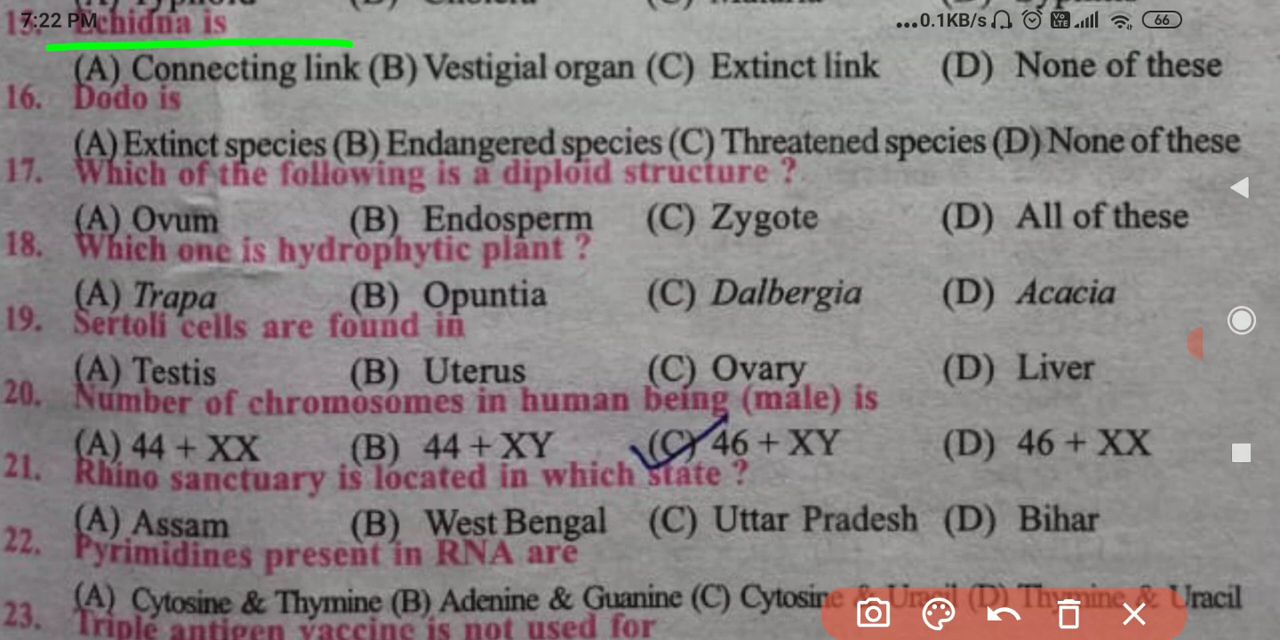 7:22 PM
...0.1KB/s Vo LTE 66
15. Echidna is
(A) Connecting link (B) Vestigial organ (C) Extinct link (D) None of these
16. Dodo is
(A) Extinct species (B) Endangered species (C) Threatened species (D) None of these
17. Which of the following is a diploid structure ?
(A) Ovum (B) Endosperm (C) Zygote (D) All of these
18. Which one is hydrophytic plant ?
(A) Trapa (B) Opuntia (C) Dalbergia (D) Acacia
19. Sertoli cells are found in
(A) Testis (B) Uterus (C) Ovary (D) Liver
20. Number of chromosomes in human being (male) is
(A) 44 + XX (B) 44 + XY (C) 46 + XY (D) 46 + XX
21. Rhino sanctuary is located in which state ?
(A) Assam (B) West Bengal (C) Uttar Pradesh (D) Bihar
22. Pyrimidines present in RNA are
(A) Cytosine & Thymine (B) Adenine & Guanine (C) Cytosine & Uracil (D) Thymine & Uracil
23. Triple antigen vaccine is not used for